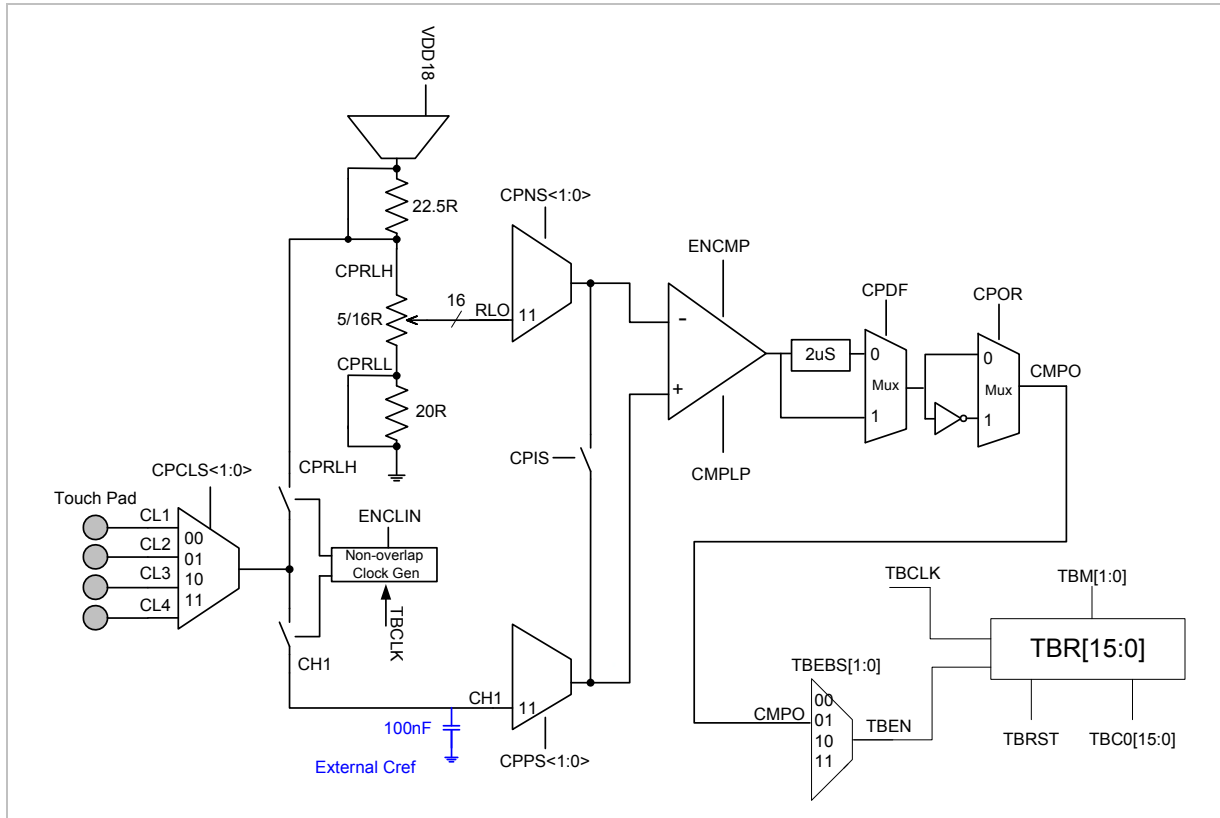 VDD18
22.5R
CPRLH
5/16R
16
RLO
CPRLL
20R
CPNS<1:0>
11
ENCMP
-
+
CMPLP
CPIS
2uS
CPDF
0
Mux
1
CPOR
0
Mux
1
CMPO
CPRLH
CPCLS<1:0>
Touch Pad
CL1
CL2
CL3
CL4
00
01
10
11
ENCLIN
Non-overlap
Clock Gen
TBCLK
CH1
CH1
11
CPPS<1:0>
100nF
External Cref
TBEBS[1:0]
CMPO
00
01
10
11
TBEN
TBCLK
TBM[1:0]
TBR[15:0]
TBRST
TBC0[15:0]